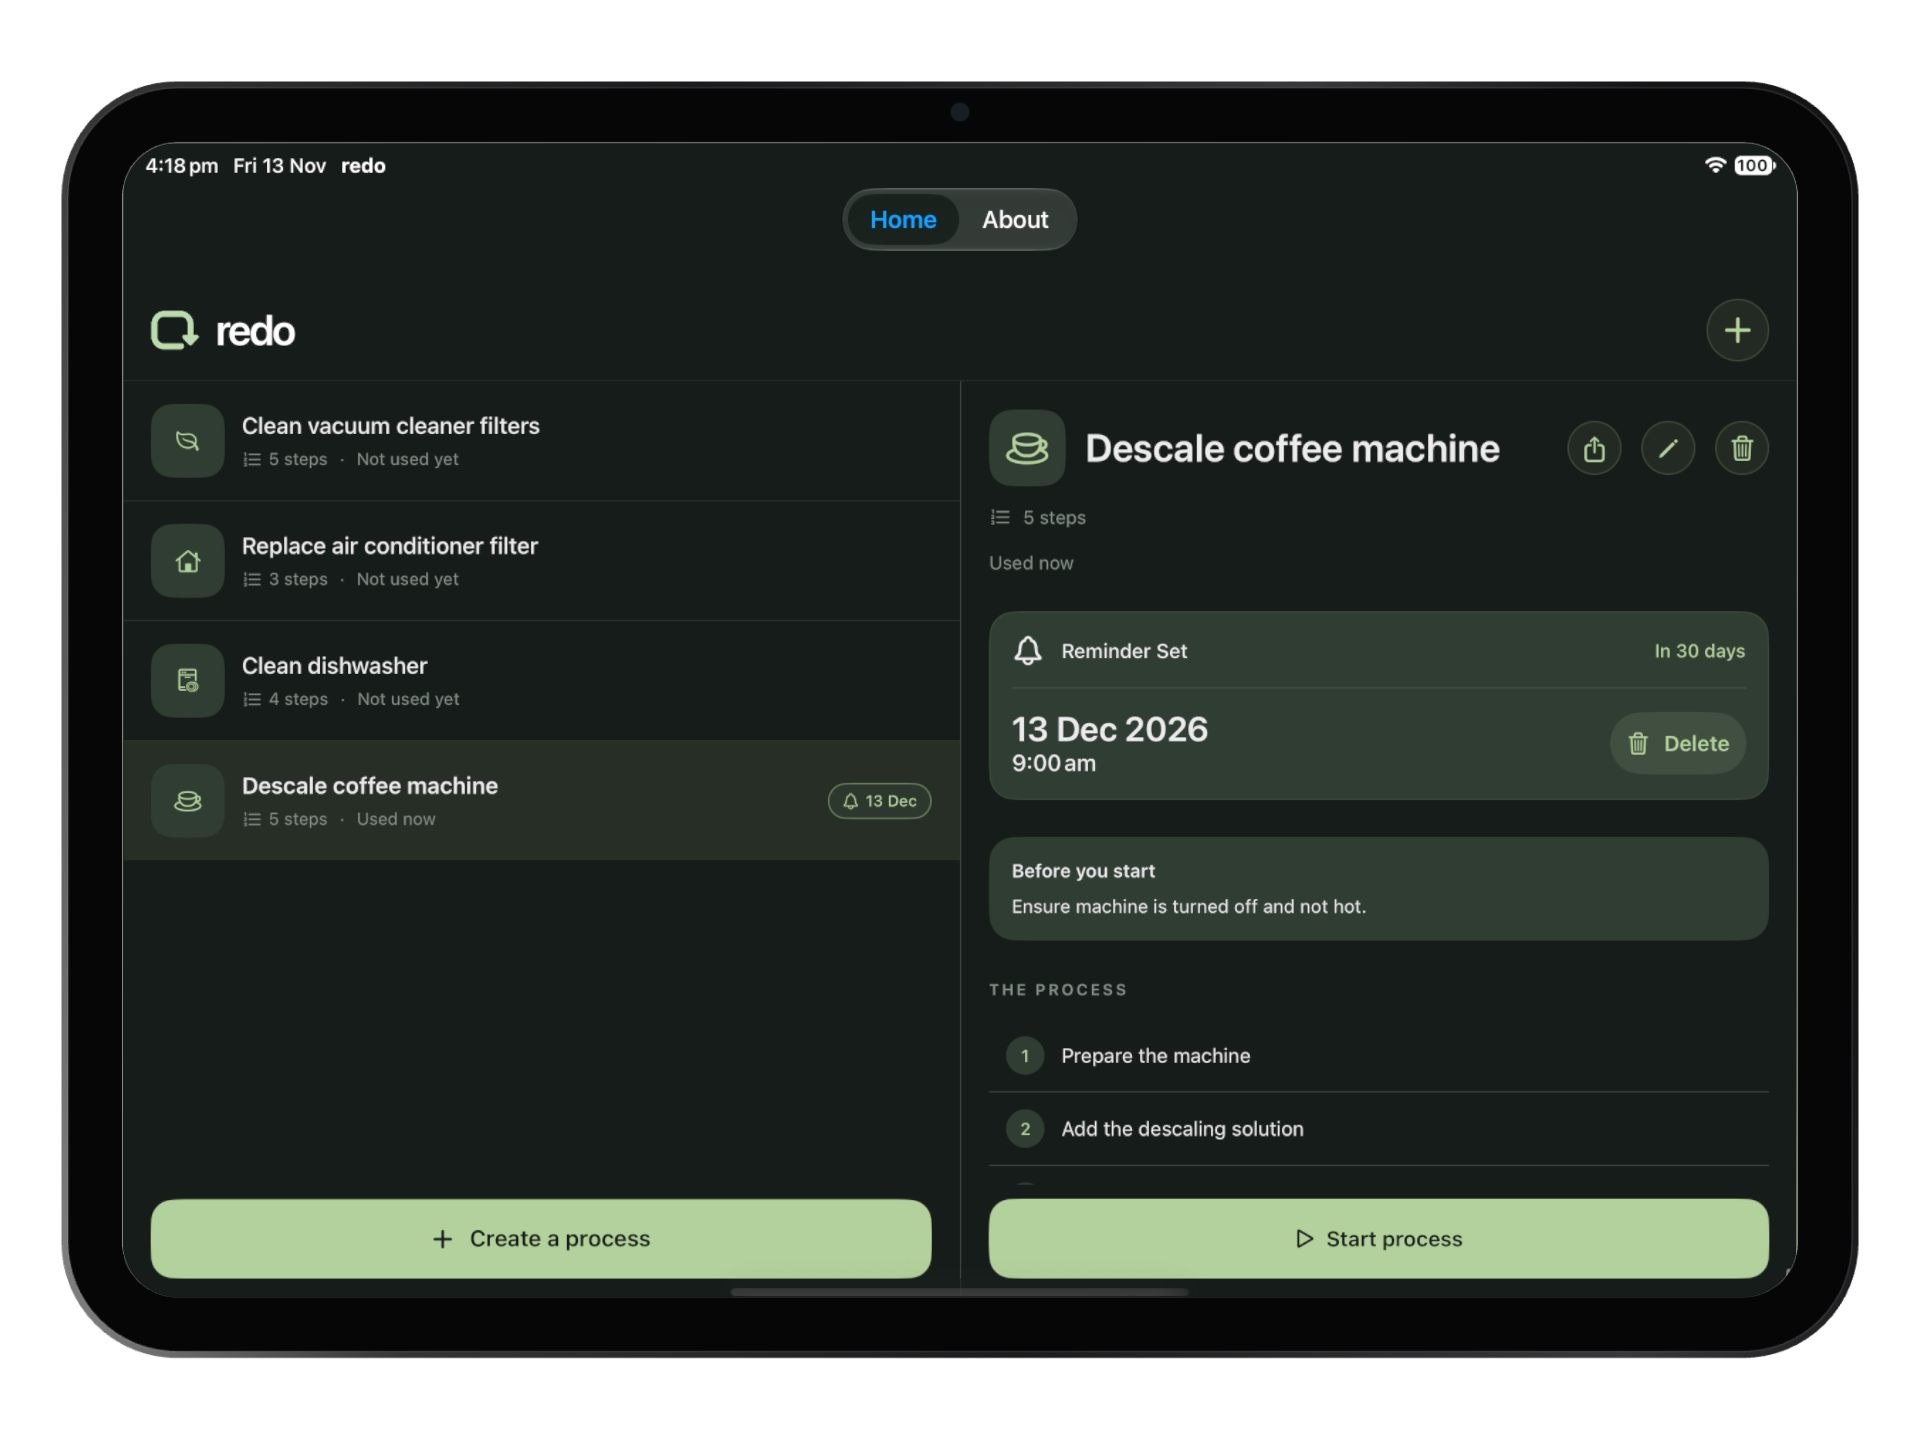 4:18 pm Fri 13 Nov redo
100
Home About
redo
Clean vacuum cleaner filters
5 steps · Not used yet
Replace air conditioner filter
3 steps · Not used yet
Clean dishwasher
4 steps · Not used yet
Descale coffee machine
5 steps · Used now
13 Dec
Create a process
Descale coffee machine
5 steps
Used now
Reminder Set
In 30 days
13 Dec 2026
9:00 am
Delete
Before you start
Ensure machine is turned off and not hot.
THE PROCESS
1 Prepare the machine
2 Add the descaling solution
Start process